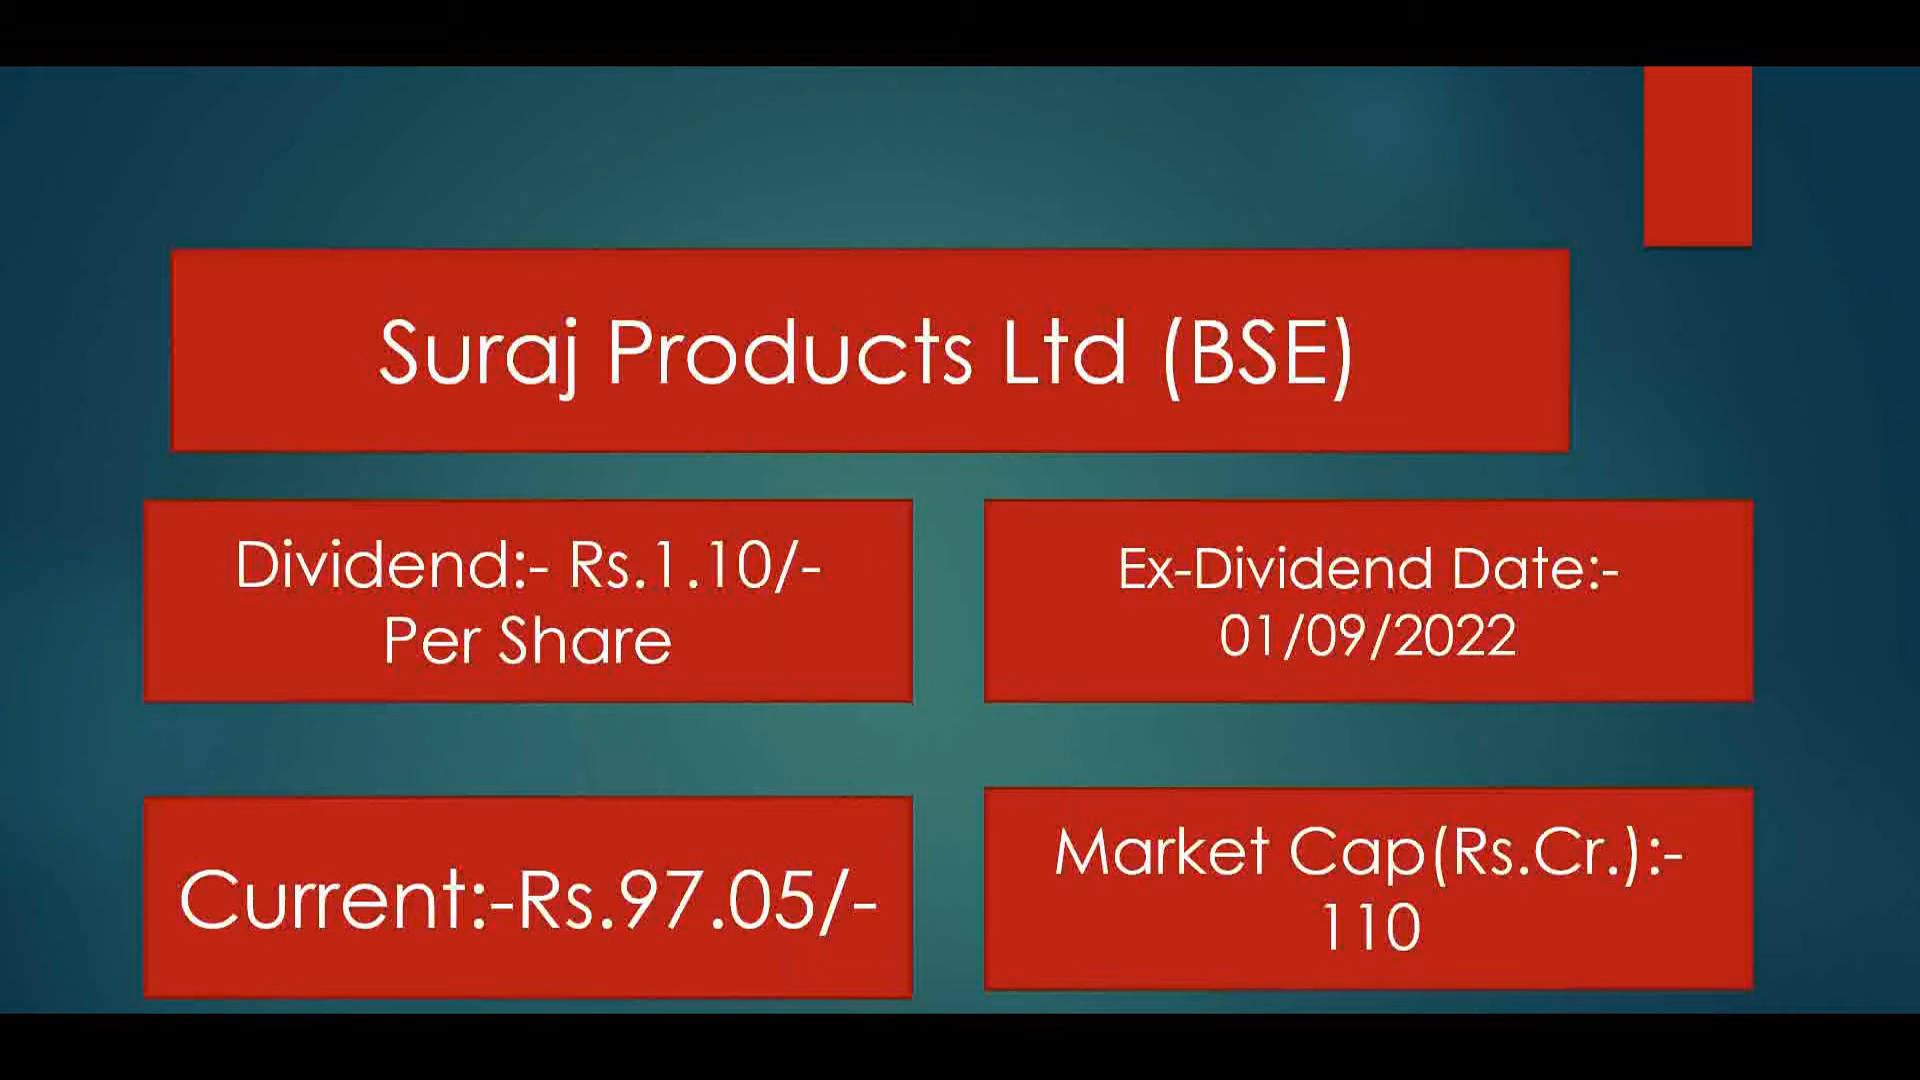 Suraj Products Ltd (BSE)
Dividend:- Rs.1.10/-
Per Share
Ex-Dividend Date:-
01/09/2022
Current:-Rs.97.05/-
Market Cap(Rs.Cr.):-
110